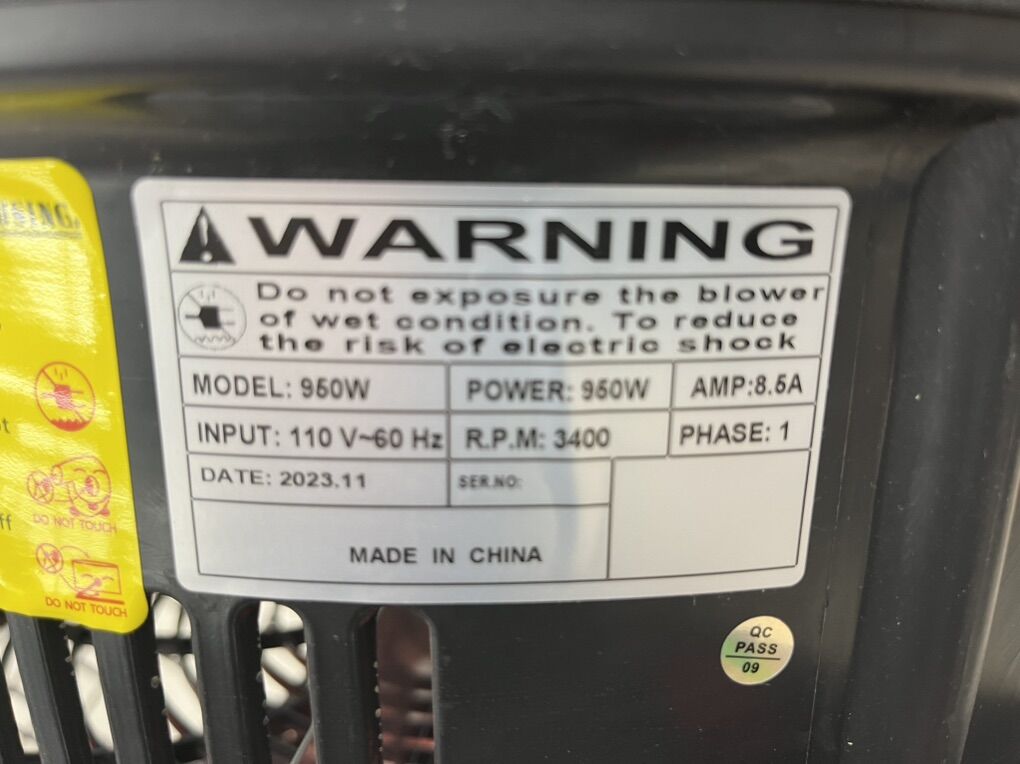 WARNING
Do not exposure the blower
of wet condition. To reduce
the risk of electric shock
MODEL: 950W
POWER: 950W
AMP:8.5A
INPUT: 110 V~60 Hz
R.P.M: 3400
PHASE: 1
DATE: 2023.11
SER.NO:
MADE IN CHINA
DO NOT TOUCH
DO NOT TOUCH
QC
PASS
09